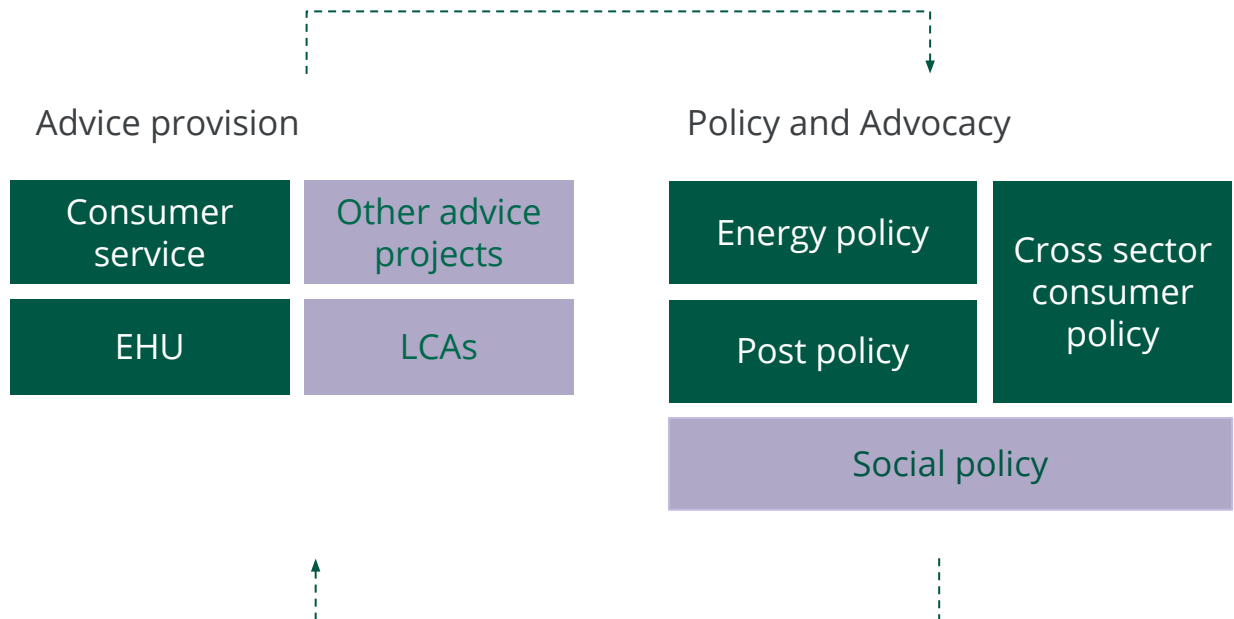 Advice provision
Consumer
service
Other advice
projects
EHU
LCAs
Policy and Advocacy
Energy policy
Cross sector
consumer
policy
Post policy
Social policy